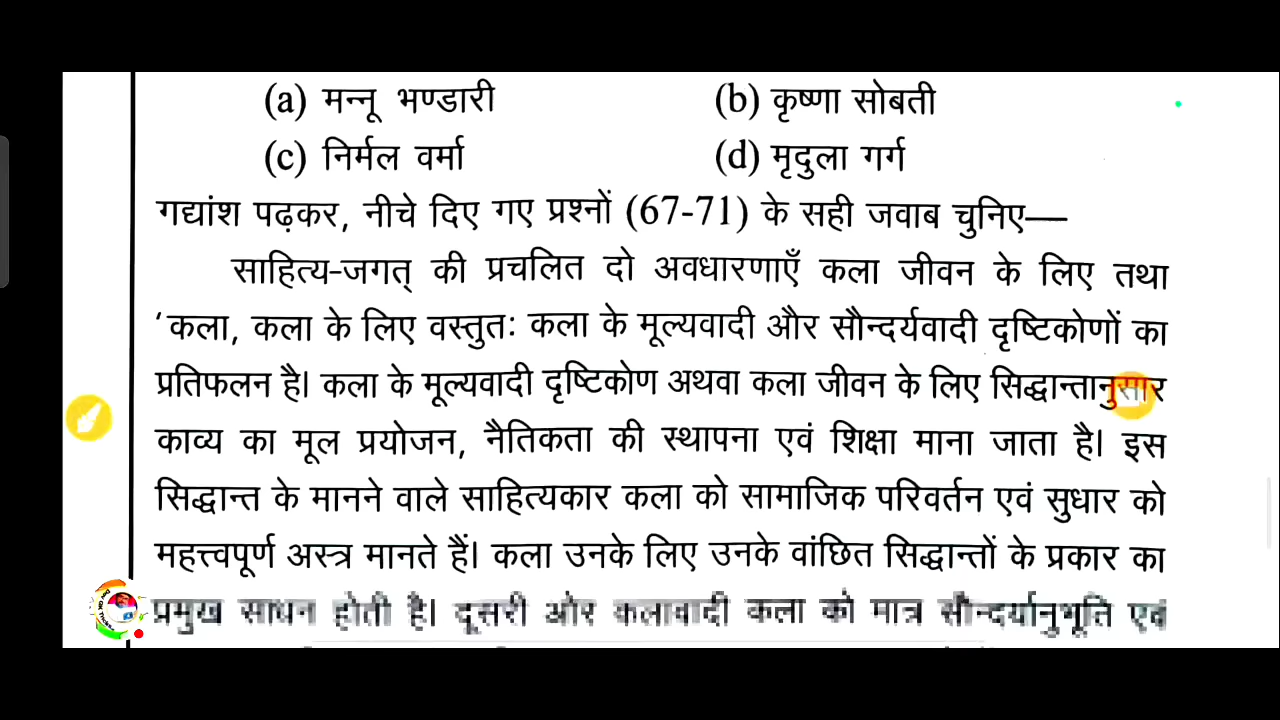 (a) मन्नू भण्डारी (b) कृष्णा सोबती
(c) निर्मल वर्मा (d) मृदुला गर्ग
गद्यांश पढ़कर, नीचे दिए गए प्रश्नों (67-71) के सही जवाब चुनिए—
साहित्य-जगत् की प्रचलित दो अवधारणाएँ कला जीवन के लिए तथा
‘कला, कला के लिए वस्तुतः कला के मूल्यवादी और सौन्दर्यवादी दृष्टिकोणों का
प्रतिफलन है। कला के मूल्यवादी दृष्टिकोण अथवा कला जीवन के लिए सिद्धान्तानुसार
काव्य का मूल प्रयोजन, नैतिकता की स्थापना एवं शिक्षा माना जाता है। इस
सिद्धान्त के मानने वाले साहित्यकार कला को सामाजिक परिवर्तन एवं सुधार को
महत्त्वपूर्ण अस्त्र मानते हैं। कला उनके लिए उनके वांछित सिद्धान्तों के प्रकार का
प्रमुख साधन होती है। दूसरी ओर कलावादी कला को मात्र सौन्दर्यानुभूति एवं